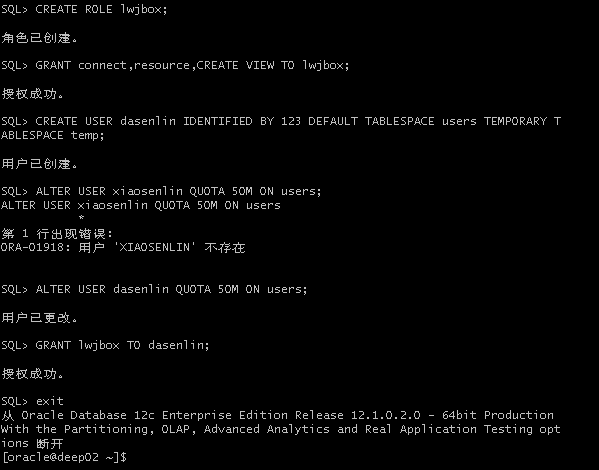 SQL> CREATE ROLE lwjbox;
角色已创建。
SQL> GRANT connect,resource,CREATE VIEW TO lwjbox;
授权成功。
SQL> CREATE USER dasenlin IDENTIFIED BY 123 DEFAULT TABLESPACE users TEMPORARY T
ABLESPACE temp;
用户已创建。
SQL> ALTER USER xiaosenlin QUOTA 50M ON users;
ALTER USER xiaosenlin QUOTA 50M ON users
*
第 1 行出现错误:
ORA-01918: 用户 'XIAOSENLIN' 不存在
SQL> ALTER USER dasenlin QUOTA 50M ON users;
用户已更改。
SQL> GRANT lwjbox TO dasenlin;
授权成功。
SQL> exit
从 Oracle Database 12c Enterprise Edition Release 12.1.0.2.0 - 64bit Production
With the Partitioning, OLAP, Advanced Analytics and Real Application Testing opt
ions 断开
[oracle@deep02 ~]$